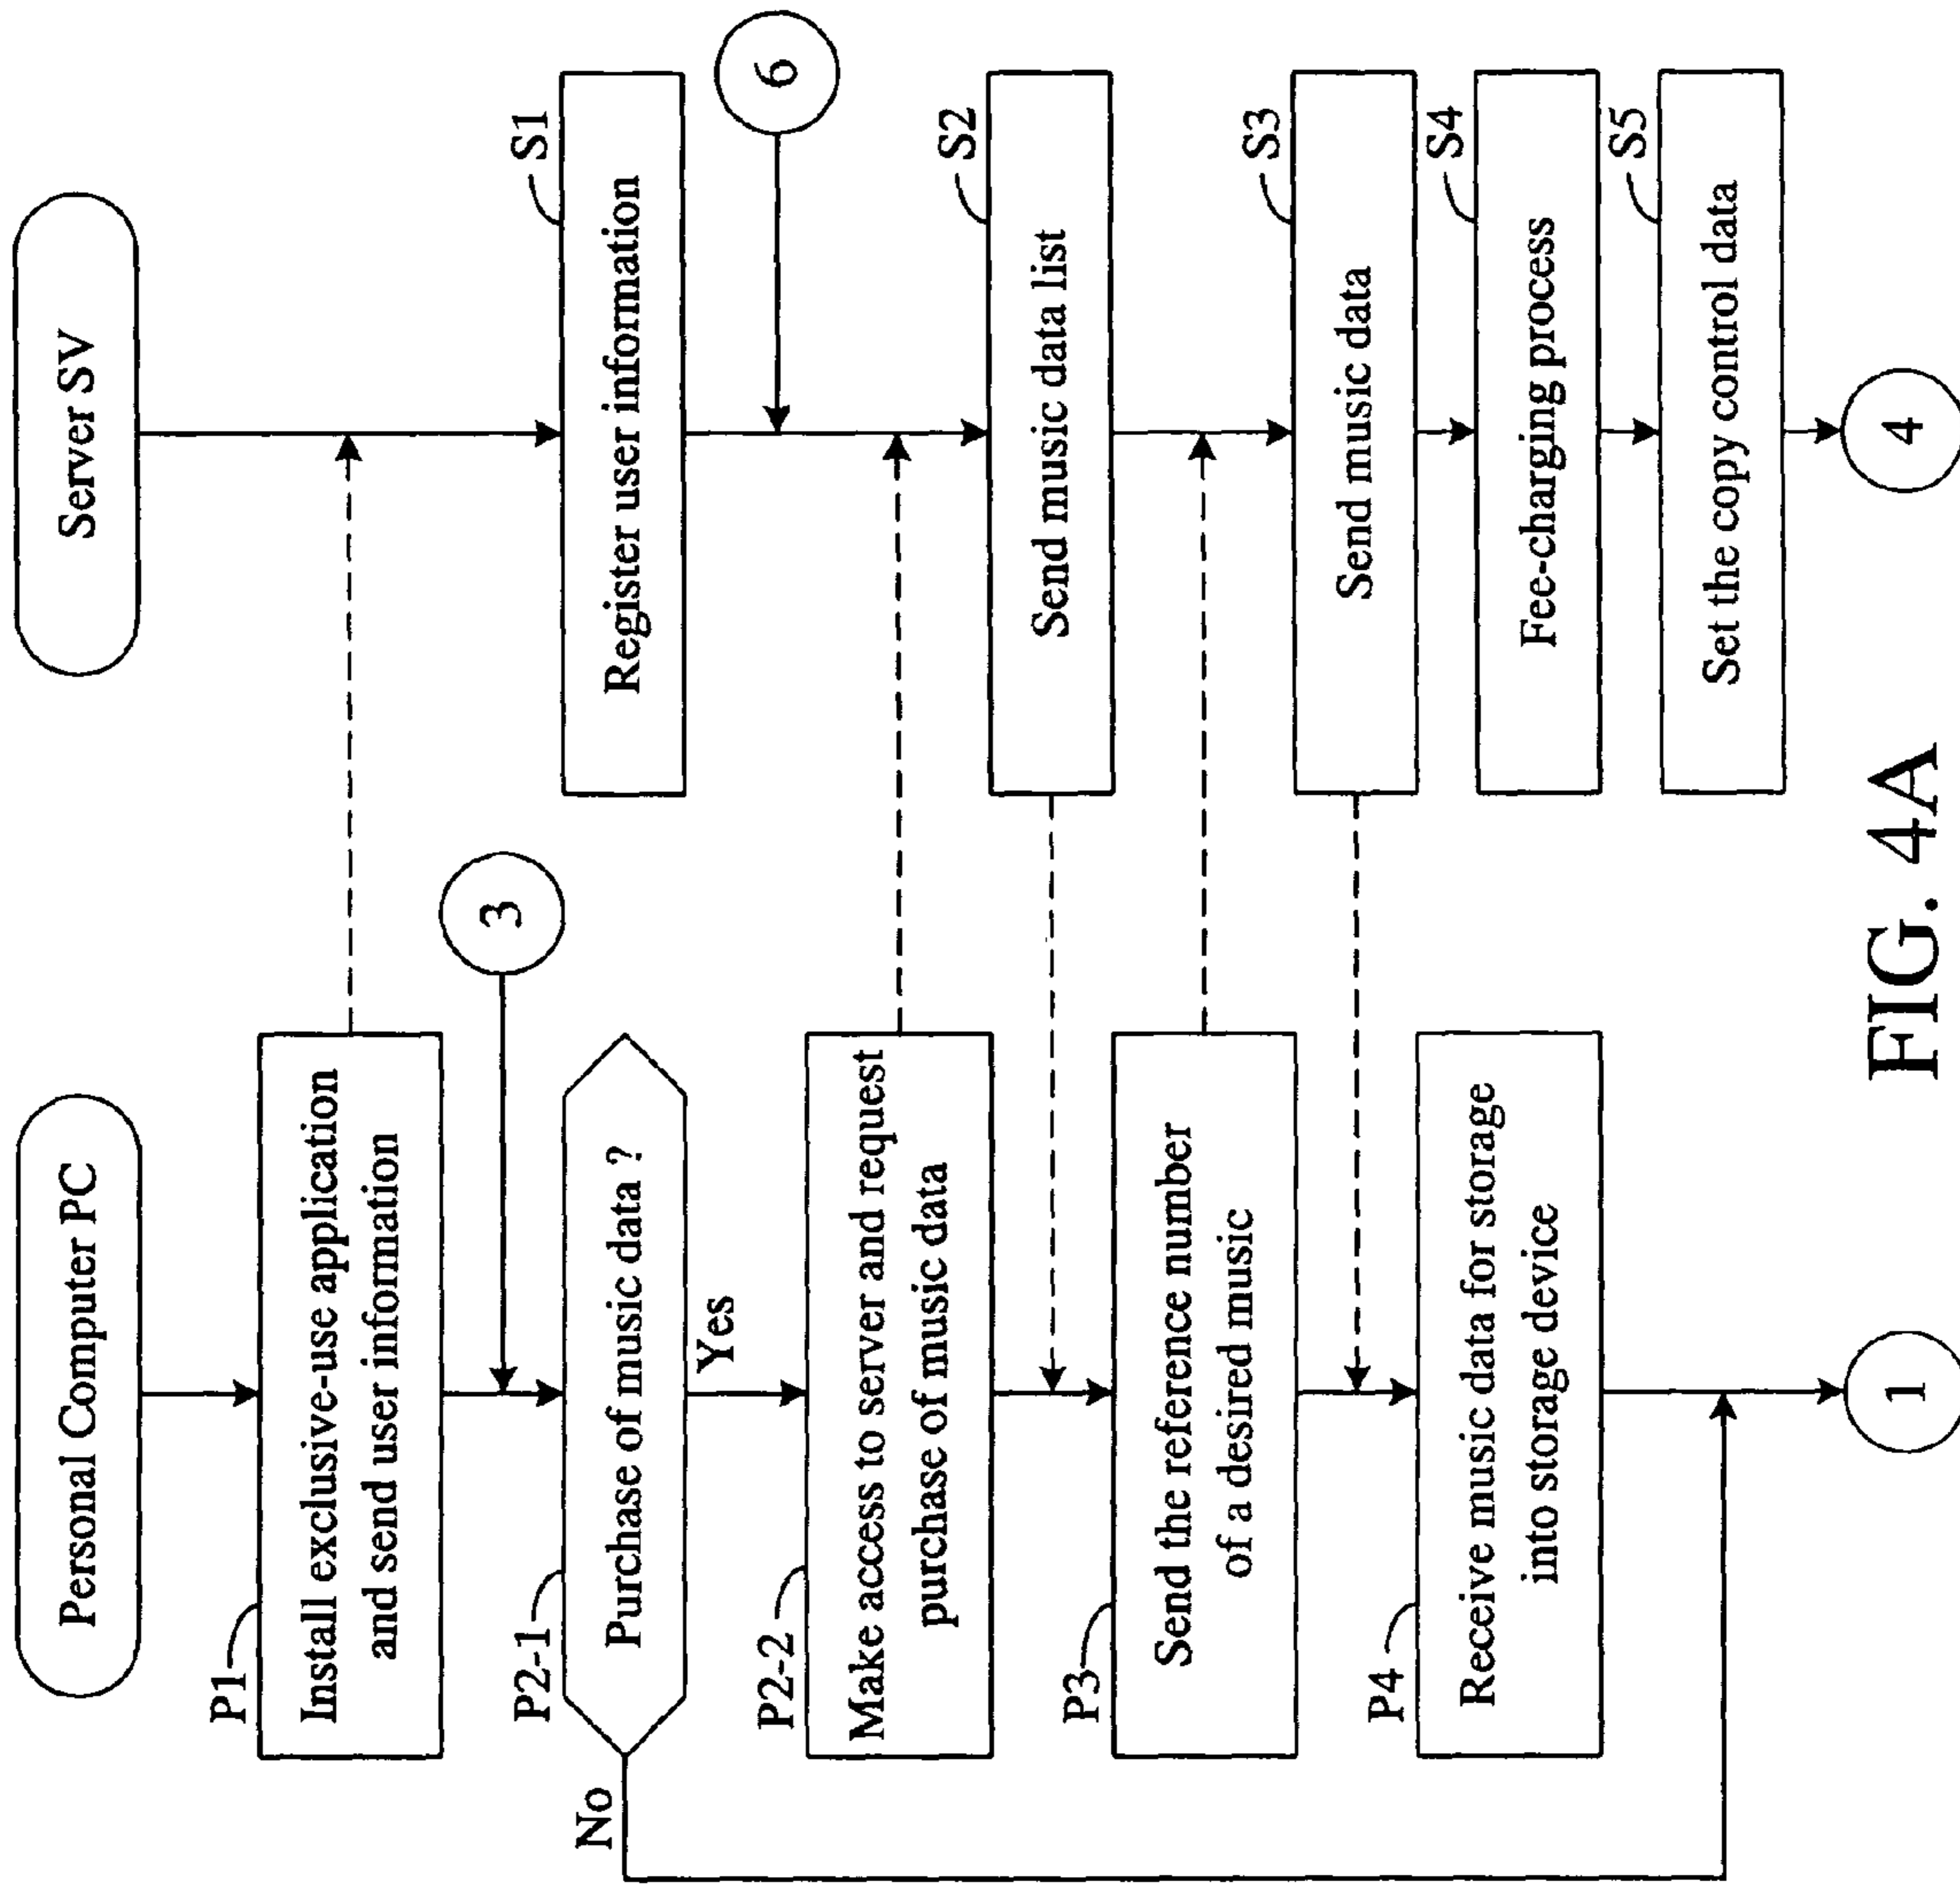 Personal Computer PC
P1
Install exclusive-use application
and send user information
3
P2-1
Purchase of music data ?
No
Yes
P2-2
Make access to server and request
purchase of music data
P3
Send the reference number
of a desired music
P4
Receive music data for storage
into storage device
1
Server SV
S1
Register user information
6
S2
Send music data list
S3
Send music data
S4
Fee-charging process
S5
Set the copy control data
4
FIG. 4A